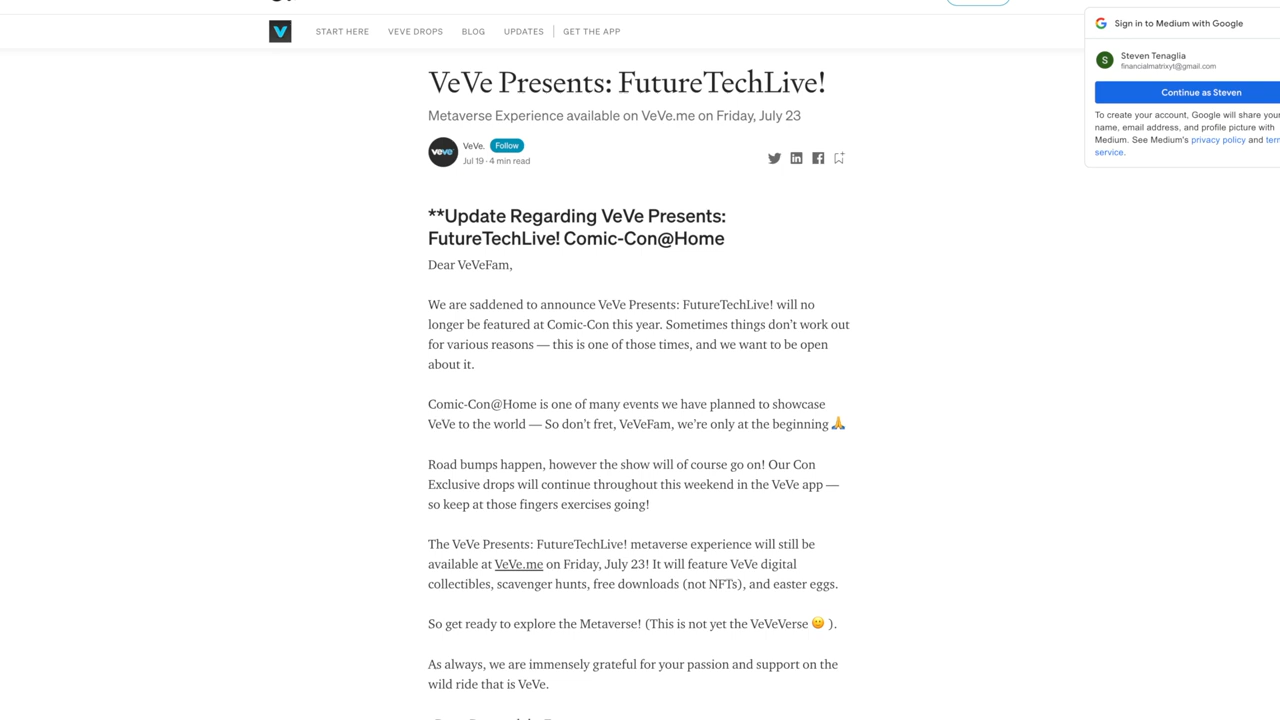 START HERE VEVE DROPS BLOG UPDATES GET THE APP
Sign in to Medium with Google
S
Steven Tenaglia
financialmatrixyt@gmail.com
Continue as Steven
To create your account, Google will share your
name, email address, and profile picture with
Medium. See Medium's privacy policy and
service.
VeVe Presents: FutureTechLive!
Metaverse Experience available on VeVe.me on Friday, July 23
veve
VeVe. Follow
Jul 19 · 4 min read
**Update Regarding VeVe Presents:
FutureTechLive! Comic-Con@Home
Dear VeVeFam,
We are saddened to announce VeVe Presents: FutureTechLive! will no
longer be featured at Comic-Con this year. Sometimes things don’t work out
for various reasons — this is one of those times, and we want to be open
about it.
Comic-Con@Home is one of many events we have planned to showcase
VeVe to the world — So don’t fret, VeVeFam, we’re only at the beginning 🙏
Road bumps happen, however the show will of course go on! Our Con
Exclusive drops will continue throughout this weekend in the VeVe app —
so keep at those fingers exercises going!
The VeVe Presents: FutureTechLive! metaverse experience will still be
available at VeVe.me on Friday, July 23! It will feature VeVe digital
collectibles, scavenger hunts, free downloads (not NFTs), and easter eggs.
So get ready to explore the Metaverse! (This is not yet the VeVeVerse 🙂 ).
As always, we are immensely grateful for your passion and support on the
wild ride that is VeVe.